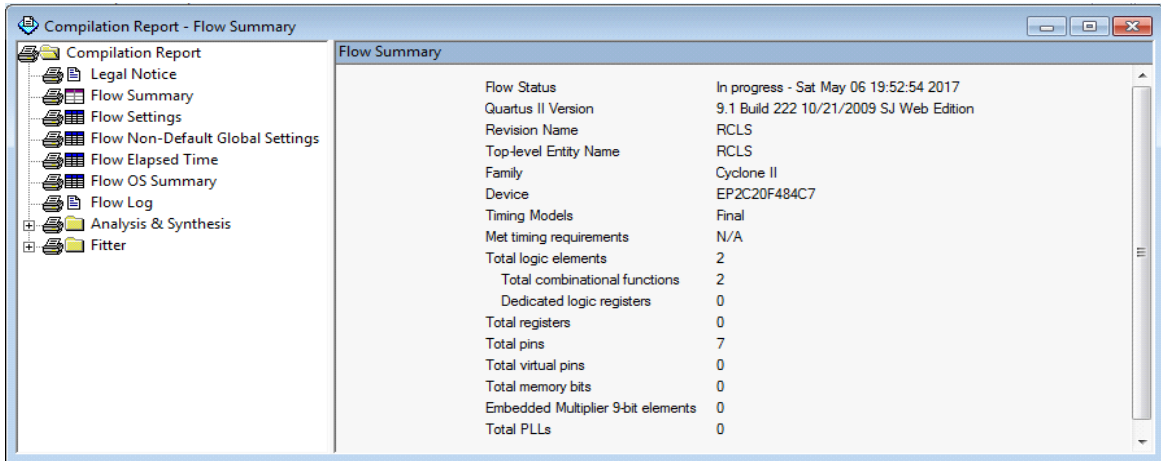 Compilation Report - Flow Summary
Compilation Report
Legal Notice
Flow Summary
Flow Settings
Flow Non-Default Global Settings
Flow Elapsed Time
Flow OS Summary
Flow Log
Analysis & Synthesis
Fitter
Flow Summary
Flow Status In progress - Sat May 06 19:52:54 2017
Quartus II Version 9.1 Build 222 10/21/2009 SJ Web Edition
Revision Name RCLS
Top-level Entity Name RCLS
Family Cyclone II
Device EP2C20F484C7
Timing Models Final
Met timing requirements N/A
Total logic elements 2
Total combinational functions 2
Dedicated logic registers 0
Total registers 0
Total pins 7
Total virtual pins 0
Total memory bits 0
Embedded Multiplier 9-bit elements 0
Total PLLs 0